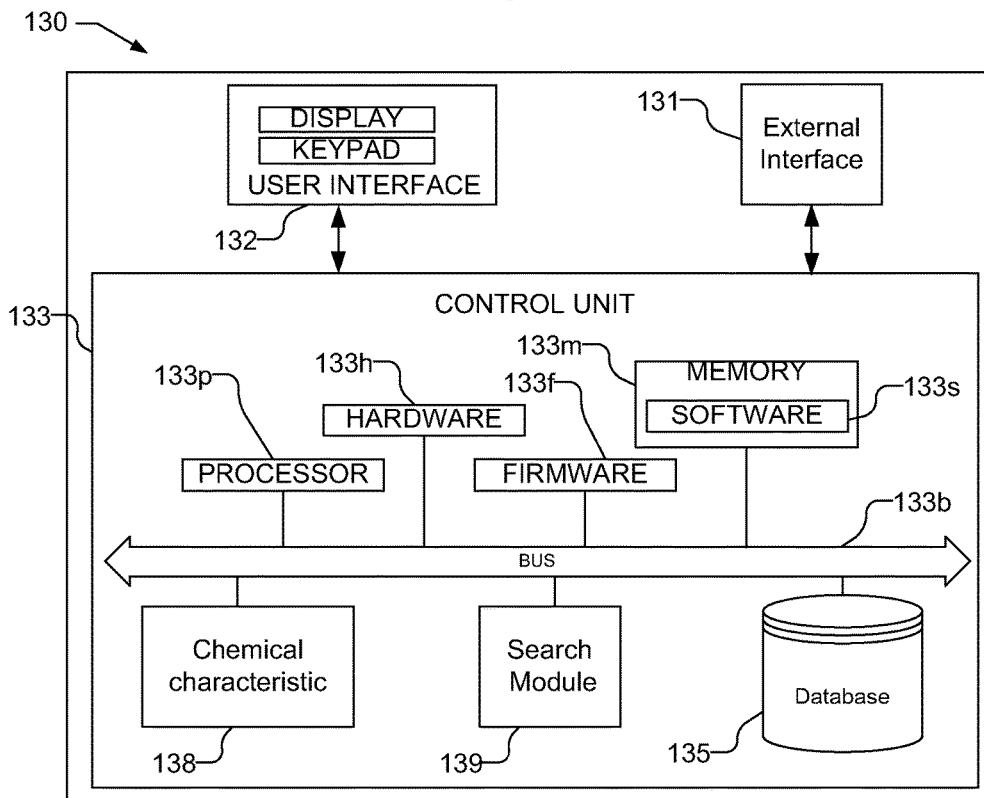 130
DISPLAY
KEYPAD
USER INTERFACE
132
131
External
Interface
133
CONTROL UNIT
133p
133h
133f
133m
MEMORY
SOFTWARE
133s
HARDWARE
PROCESSOR
FIRMWARE
133b
BUS
Chemical
characteristic
138
Search
Module
139
Database
135